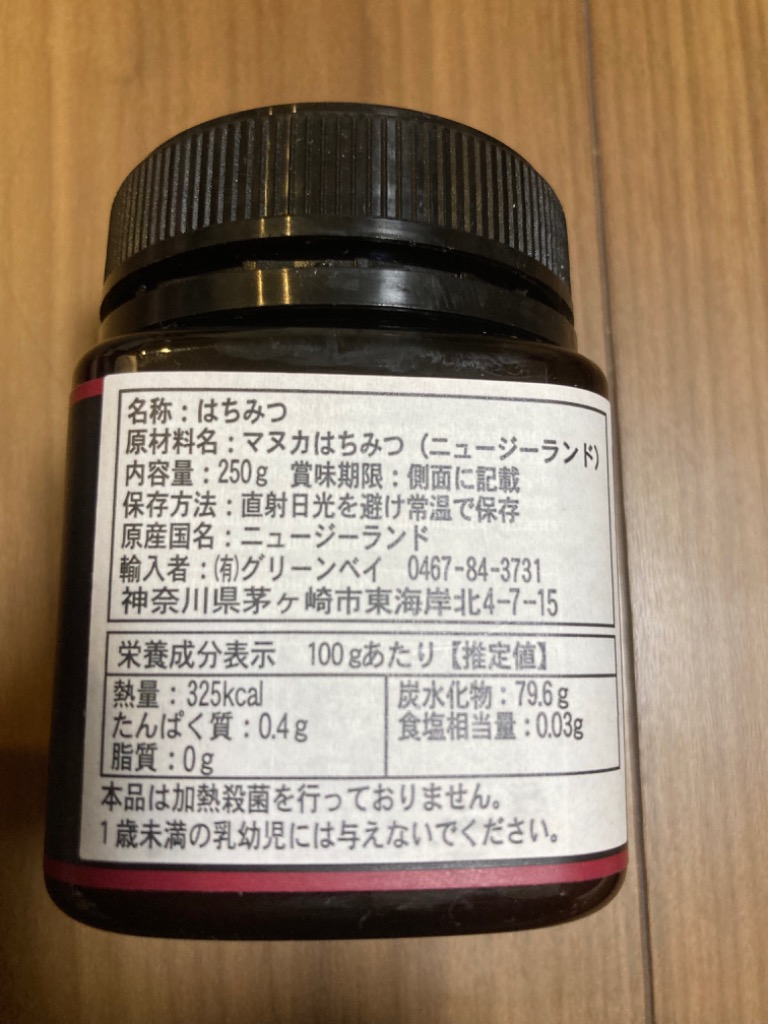 名称：はちみつ
原材料名：マヌカはちみつ（ニュージーランド）
内容量：250g　賞味期限：側面に記載
保存方法：直射日光を避け常温で保存
原産国名：ニュージーランド
輸入者：㈲グリーンベイ　0467-84-3731
神奈川県茅ヶ崎市東海岸北4-7-15
栄養成分表示　100gあたり【推定値】
熱量：325kcal
たんぱく質：0.4g
脂質：0g
炭水化物：79.6g
食塩相当量：0.03g
本品は加熱殺菌を行っておりません。
1歳未満の乳幼児には与えないでください。